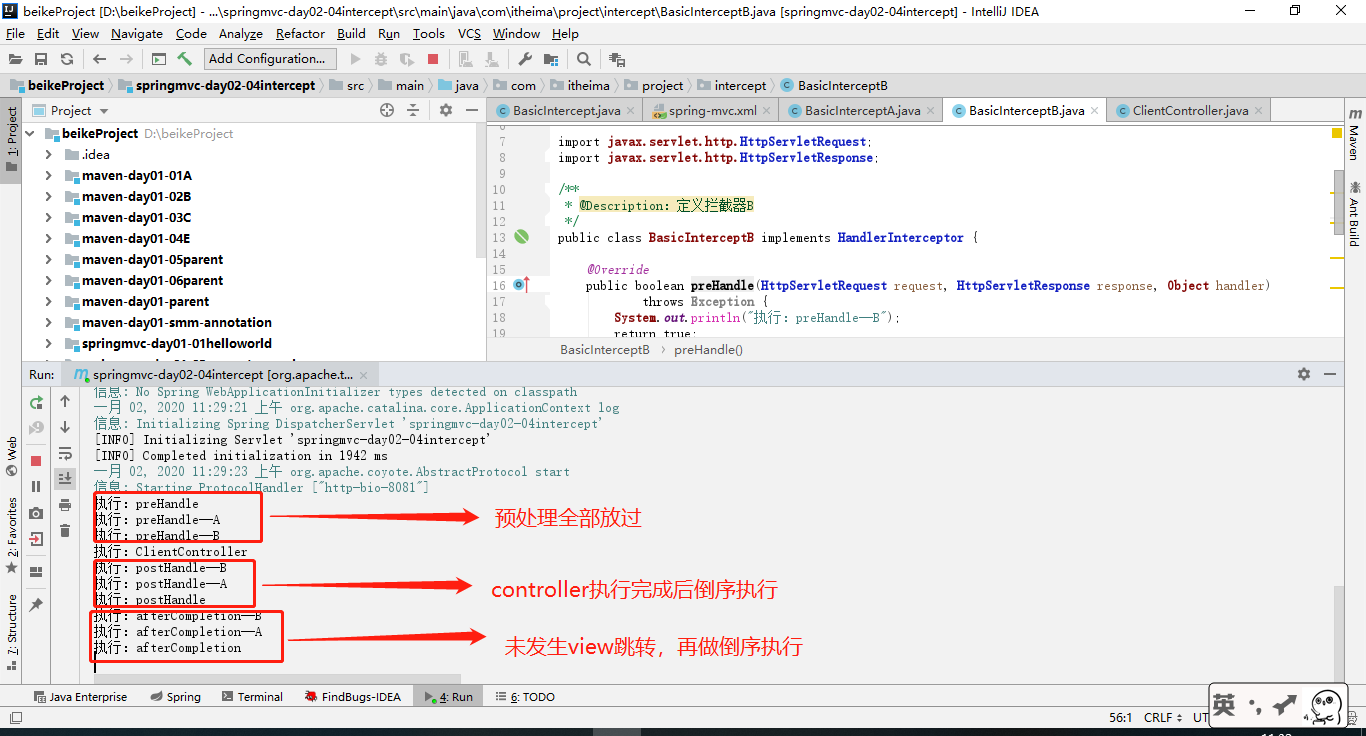 beikeProject [D:\beikeProject] - ...\springmvc-day02-04intercept\src\main\java\com\itheima\project\intercept\BasicInterceptB.java [springmvc-day02-04intercept] - IntelliJ IDEA
File Edit View Navigate Code Analyze Refactor Build Run Tools VCS Window Help
Add Configuration...
beikeProject springmvc-day02-04intercept src main java com itheima project intercept BasicInterceptB
1: Project
Project
BasicIntercept.java spring-mvc.xml BasicInterceptA.java BasicInterceptB.java ClientController.java
Maven
Ant Build
beikeProject D:\beikeProject
.idea
maven-day01-01A
maven-day01-02B
maven-day01-03C
maven-day01-04E
maven-day01-05parent
maven-day01-06parent
maven-day01-parent
maven-day01-smm-annotation
springmvc-day01-01helloworld
7 import javax.servlet.http.HttpServletRequest;
8 import javax.servlet.http.HttpServletResponse;
9
10 /**
11 * @Description: 定义拦截器B
12 */
13 public class BasicInterceptB implements HandlerInterceptor {
14
15 @Override
16 public boolean preHandle(HttpServletRequest request, HttpServletResponse response, Object handler)
17 throws Exception {
18 System.out.println("执行: preHandle——B");
19 return true;
BasicInterceptB preHandle()
Run: springmvc-day02-04intercept [org.apache.t...
信息: No Spring WebApplicationInitializer types detected on classpath
一月 02, 2020 11:29:21 上午 org.apache.catalina.core.ApplicationContext log
信息: Initializing Spring DispatcherServlet 'springmvc-day02-04intercept'
[INFO] Initializing Servlet 'springmvc-day02-04intercept'
[INFO] Completed initialization in 1942 ms
一月 02, 2020 11:29:23 上午 org.apache.coyote.AbstractProtocol start
信息: Starting ProtocolHandler ["http-bio-8081"]
执行: preHandle
执行: preHandle——A
执行: preHandle——B
预处理全部放过
执行: ClientController
执行: postHandle——B
执行: postHandle——A
执行: postHandle
controller执行完成后倒序执行
执行: afterCompletion——B
执行: afterCompletion——A
执行: afterCompletion
未发生view跳转，再做倒序执行
Web
2: Favorites
7: Structure
Java Enterprise Spring Terminal FindBugs-IDEA 4: Run 6: TODO
56:1 CRLF UT
英